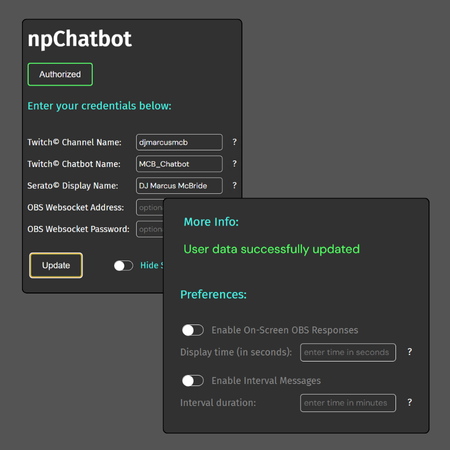 npChatbot
Authorized
Enter your credentials below:
Twitch© Channel Name: djmarcusmcb ?
Twitch© Chatbot Name: MCB_Chatbot ?
Serato© Display Name: DJ Marcus McBride ?
OBS Websocket Address:
OBS Websocket Password:
Update
Hide
More Info:
User data successfully updated
Preferences:
Enable On-Screen OBS Responses
Display time (in seconds): enter time in seconds ?
Enable Interval Messages
Interval duration: enter time in minutes ?